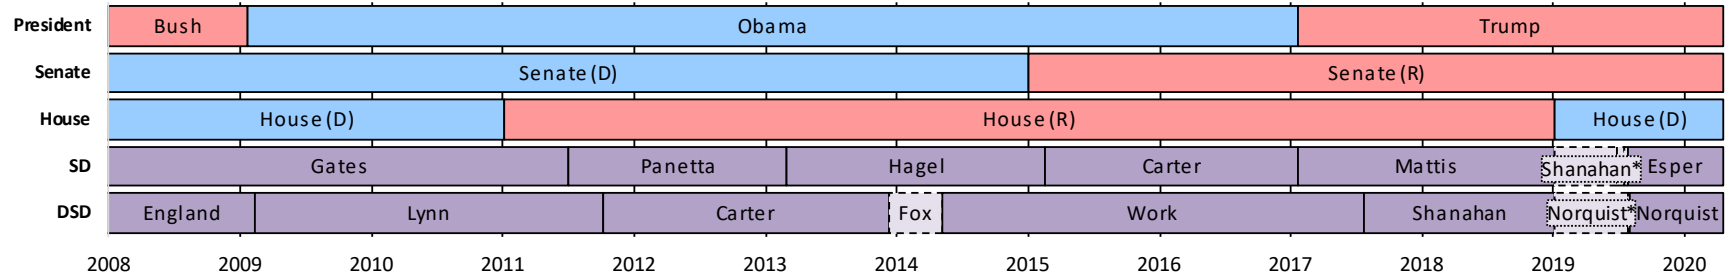 President Bush Obama Trump
Senate Senate (D) Senate (R)
House House (D) House (R) House (D)
SD Gates Panetta Hagel Carter Mattis Shanahan* Esper
DSD England Lynn Carter Fox Work Shanahan Norquist* Norquist
2008 2009 2010 2011 2012 2013 2014 2015 2016 2017 2018 2019 2020